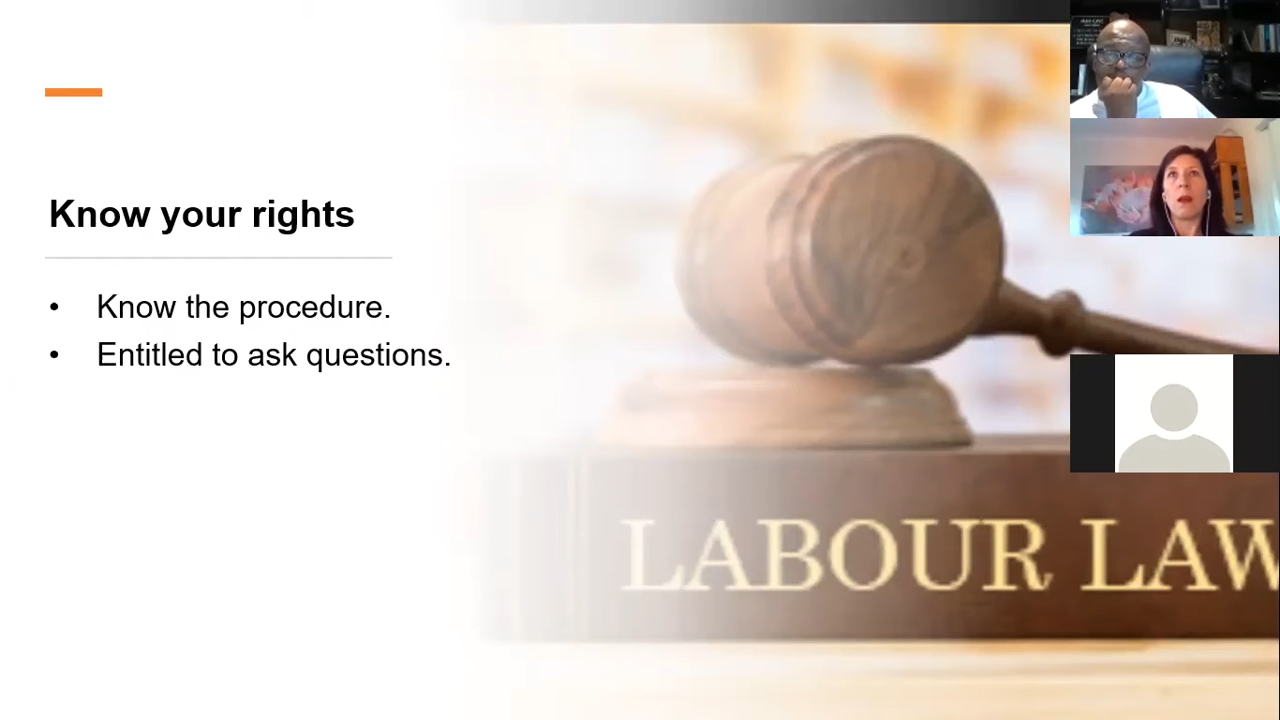 Know your rights
• Know the procedure.
• Entitled to ask questions.
LABOUR LAW